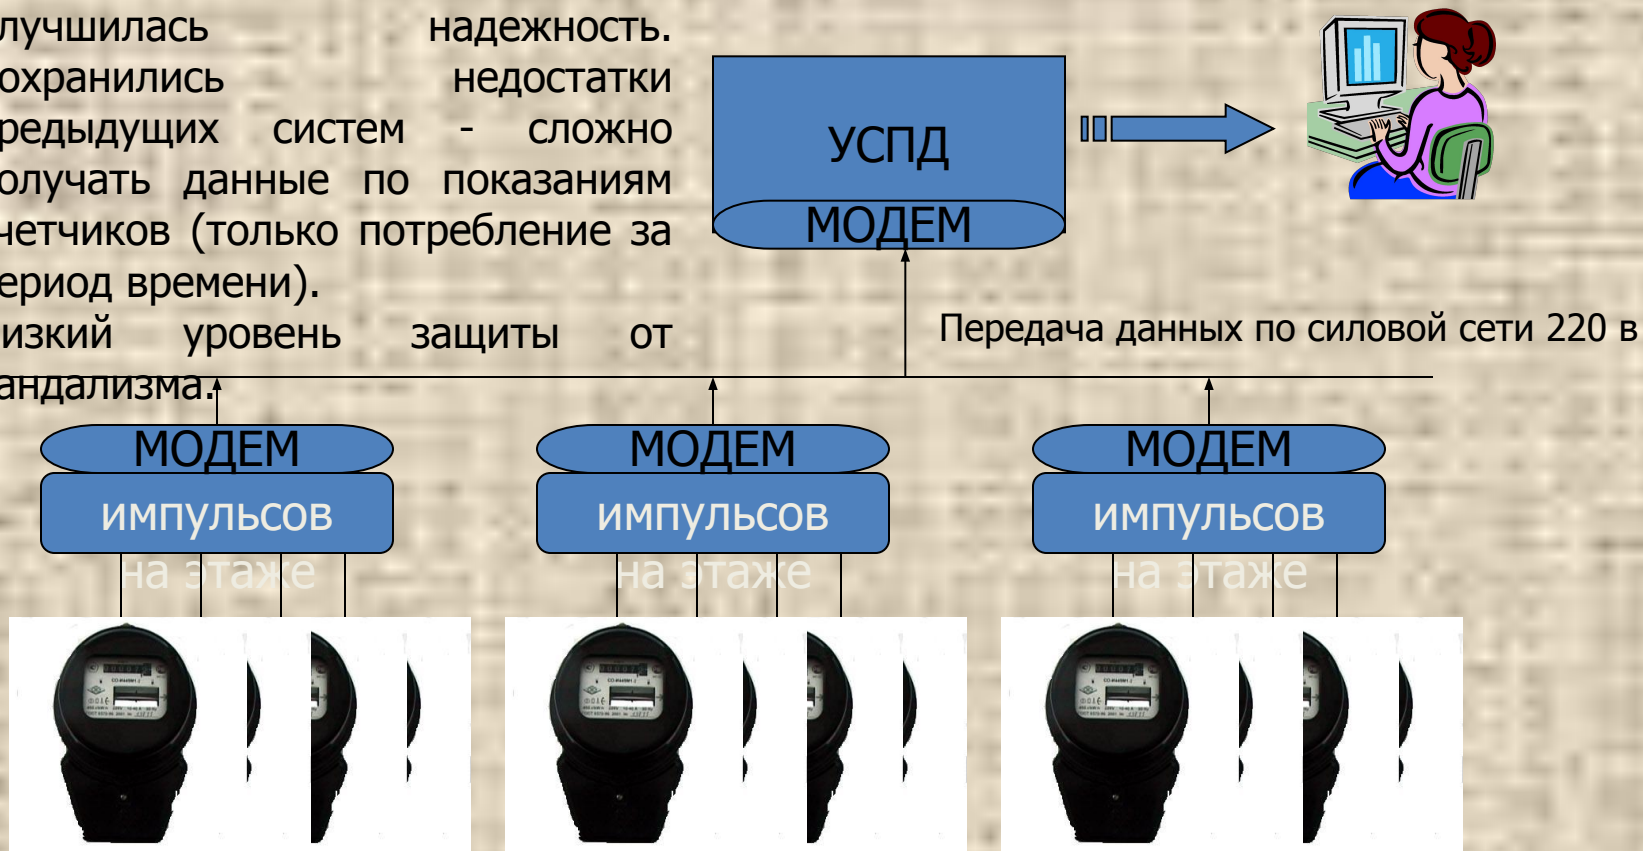 лучшилась надежность.
охранились недостатки
редыдущих систем - сложно
олучать данные по показаниям
четчиков (только потребление за
ериод времени).
изкий уровень защиты от
андализма.
УСПД
МОДЕМ
Передача данных по силовой сети 220 в
МОДЕМ МОДЕМ МОДЕМ
импульсов импульсов импульсов
на этаже на этаже на этаже